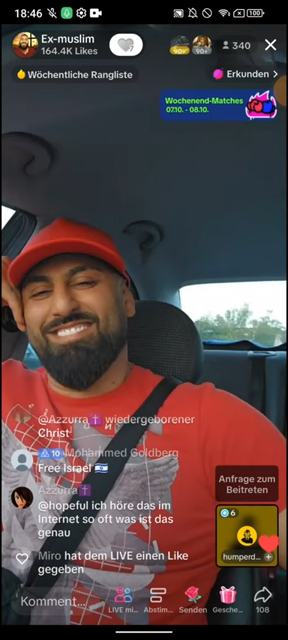 18:46
100
Ex-muslim
164.4K Likes
340
Wöchentliche Rangliste
Erkunden >
Wochenend-Matches
07.10. - 08.10.
@Azzurra✝️ wiedergeborener
Christ
10 Mohammed Goldberg
Free Israel 🇮🇱
Azzurra✝️
@hopeful ich höre das im
Internet so oft was ist das
genau
Miro hat dem LIVE einen Like
gegeben
Anfrage zum
Beitreten
6
humperd...
Kommentar...
LIVE mi...
Abstim...
Senden
Gesche...
108